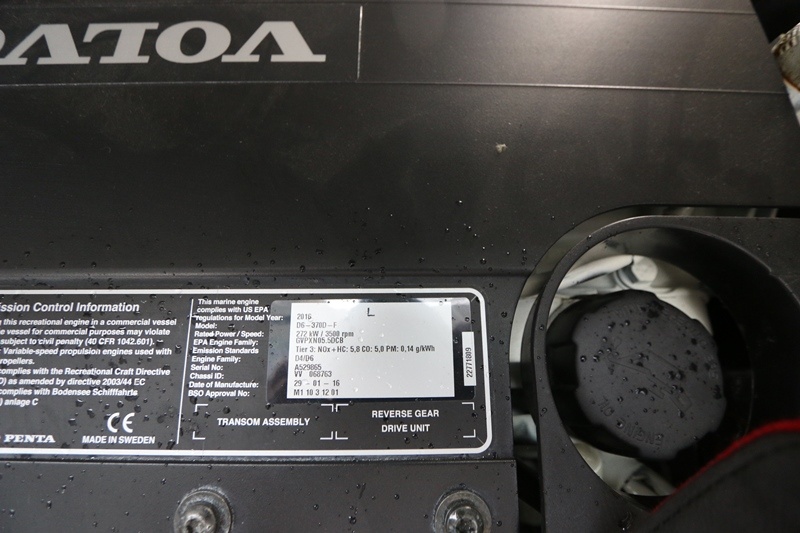 VOLVO
ission Control Information
this recreational engine in a commercial vessel
vessel for commercial purposes may violate
subject to civil penalty (40 CFR 1042.601).
Variable-speed propulsion engines used with
propellers.
complies with the Recreational Craft Directive
as amended by directive 2003/44 EC
complies with Bodensee Schifffahrts
anlage C
CE
PENTA MADE IN SWEDEN
This marine engine
complies with US EPA
regulations for Model Year: 2016
Model: D6-370D-F
Rated-Power / Speed: 272 kW / 3500 rpm
EPA Engine Family: GVPXN05.5DCB
Emission Standards Tier 3: NOx+HC: 5,8 CO: 5,0 PM: 0,14 g/kWh
Engine Family: D4/D6
Serial No: A529865
Chassi ID: VV 068763
Date of Manufacture: 29-01-16
BSO Approval No: M1 10 3 12 01
L
22771809
TRANSOM ASSEMBLY
REVERSE GEAR
DRIVE UNIT